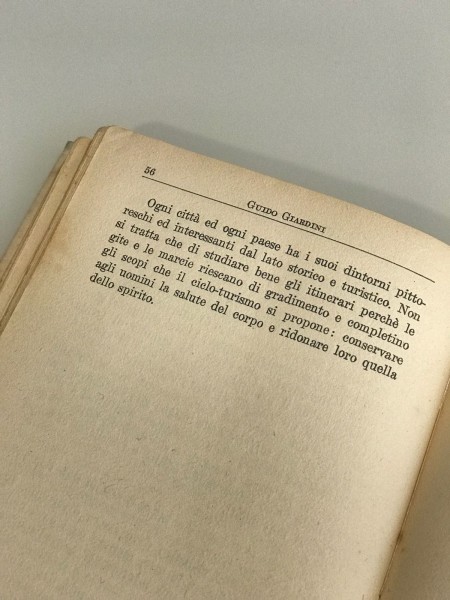 56
GUIDO GIARDINI
Ogni città ed ogni paese ha i suoi dintorni pitto-
reschi ed interessanti dal lato storico e turistico. Non
si tratta che di studiare bene gli itinerari perchè le
gite e le marcie riescano di gradimento e completino
gli scopi che il ciclo-turismo si propone: conservare
agli uomini la salute del corpo e ridonare loro quella
dello spirito.